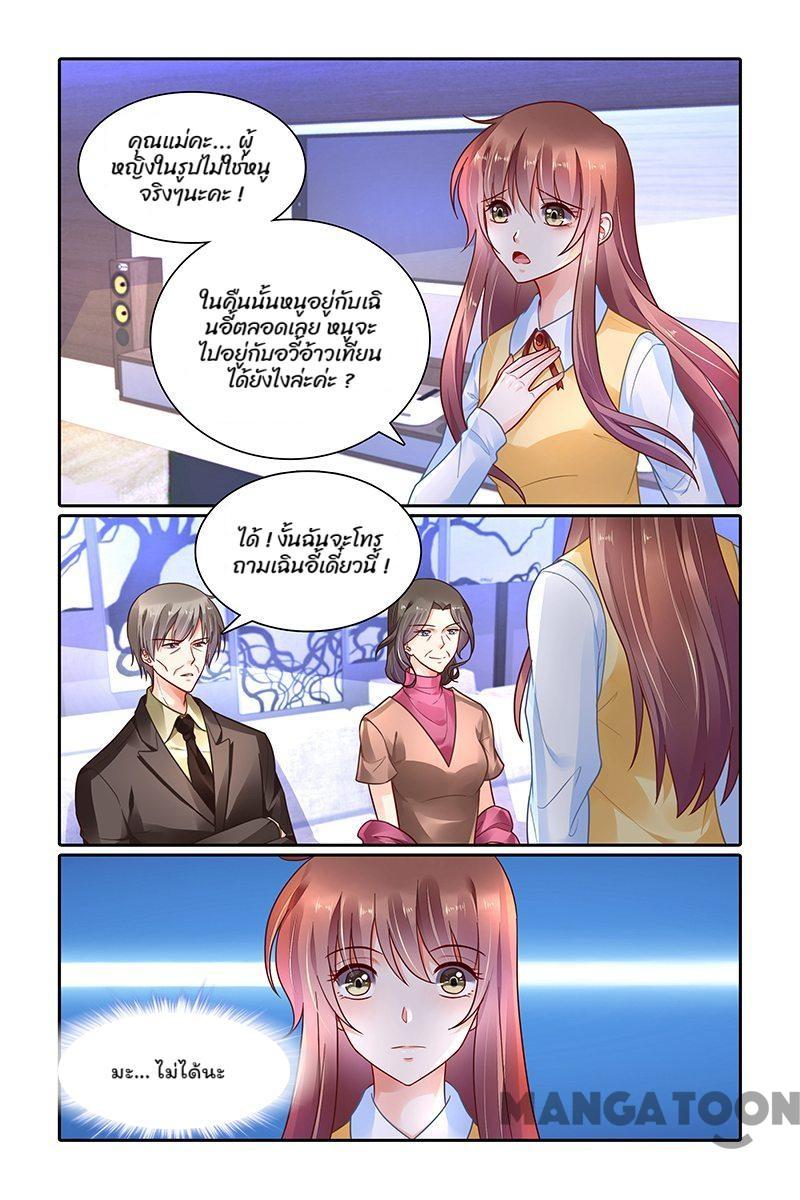 คุณแม่คะ... ผู้
หญิงในรูปไม่ใช่หนู
จริงๆนะคะ !
ในคืนนั้นหนูอยู่กับเฉิ
นอี้ตลอดเลย หนูจะ
ไปอยู่กับอวี๋อ้าวเทียน
ได้ยังไงล่ะค่ะ ?
ได้ ! งั้นฉันจะโทร
ถามเฉินอี้เดี๋ยวนี้ !
มะ... ไม่ได้นะ
MANGATOON